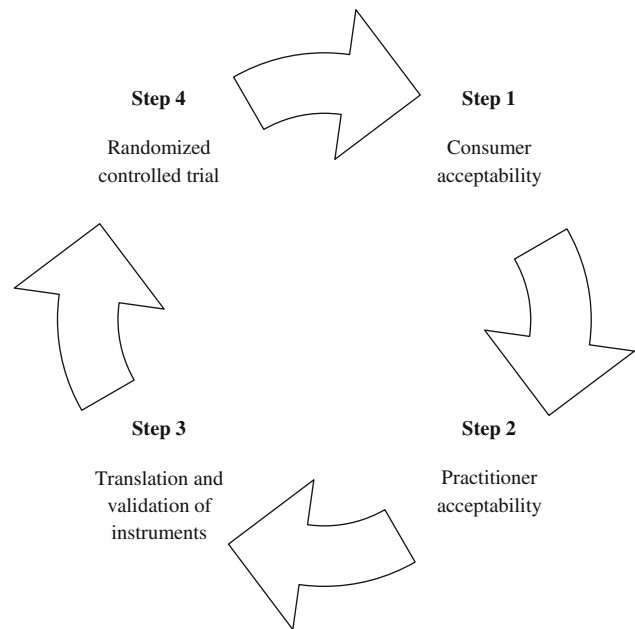 Step 1
Consumer
acceptability
Step 2
Practitioner
acceptability
Step 3
Translation and
validation of
instruments
Step 4
Randomized
controlled trial